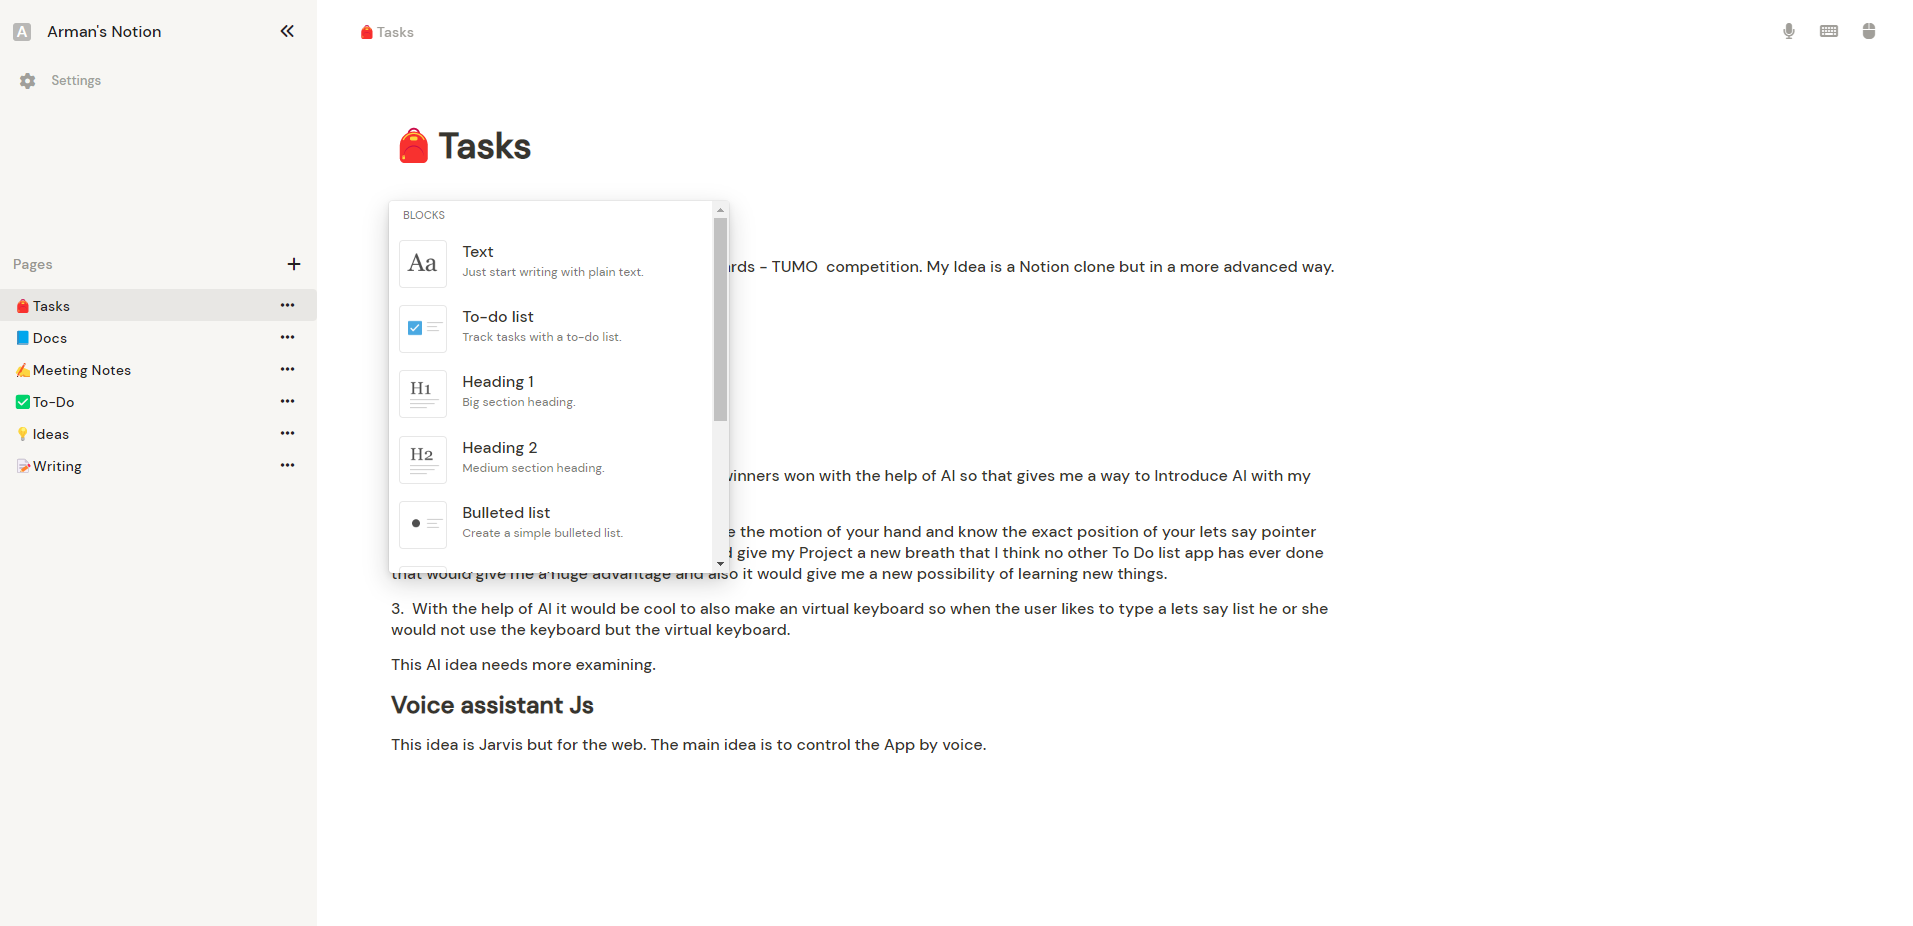 A Arman's Notion
Settings
Pages
Tasks
Docs
Meeting Notes
To-Do
Ideas
Writing
Tasks
Tasks
BLOCKS
Aa
Text
Just start writing with plain text.
To-do list
Track tasks with a to-do list.
H1
Heading 1
Big section heading.
H2
Heading 2
Medium section heading.
Bulleted list
Create a simple bulleted list.
- TUMO competition. My Idea is a Notion clone but in a more advanced way.
winners won with the help of AI so that gives me a way to Introduce AI with my
the motion of your hand and know the exact position of your lets say pointer
give my Project a new breath that I think no other To Do list app has ever done
that would give me a huge advantage and also it would give me a new possibility of learning new things.
3. With the help of AI it would be cool to also make an virtual keyboard so when the user likes to type a lets say list he or she
would not use the keyboard but the virtual keyboard.
This AI idea needs more examining.
Voice assistant Js
This idea is Jarvis but for the web. The main idea is to control the App by voice.